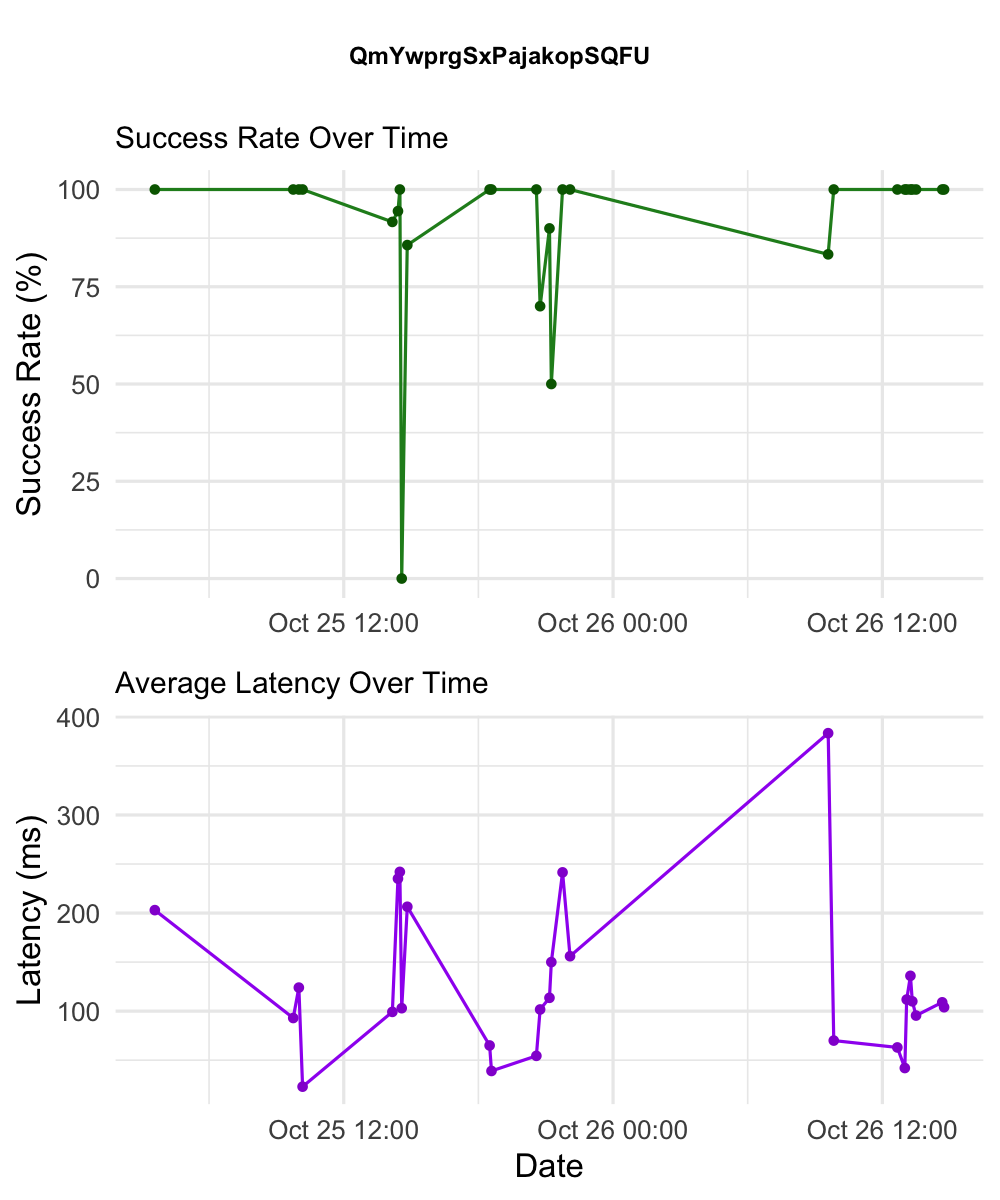 QmYwprgSxPajakopSQFU
Success Rate Over Time
Success Rate (%)
100
75
50
25
0
Oct 25 12:00 Oct 26 00:00 Oct 26 12:00
Average Latency Over Time
Latency (ms)
400
300
200
100
Oct 25 12:00 Oct 26 00:00 Oct 26 12:00
Date